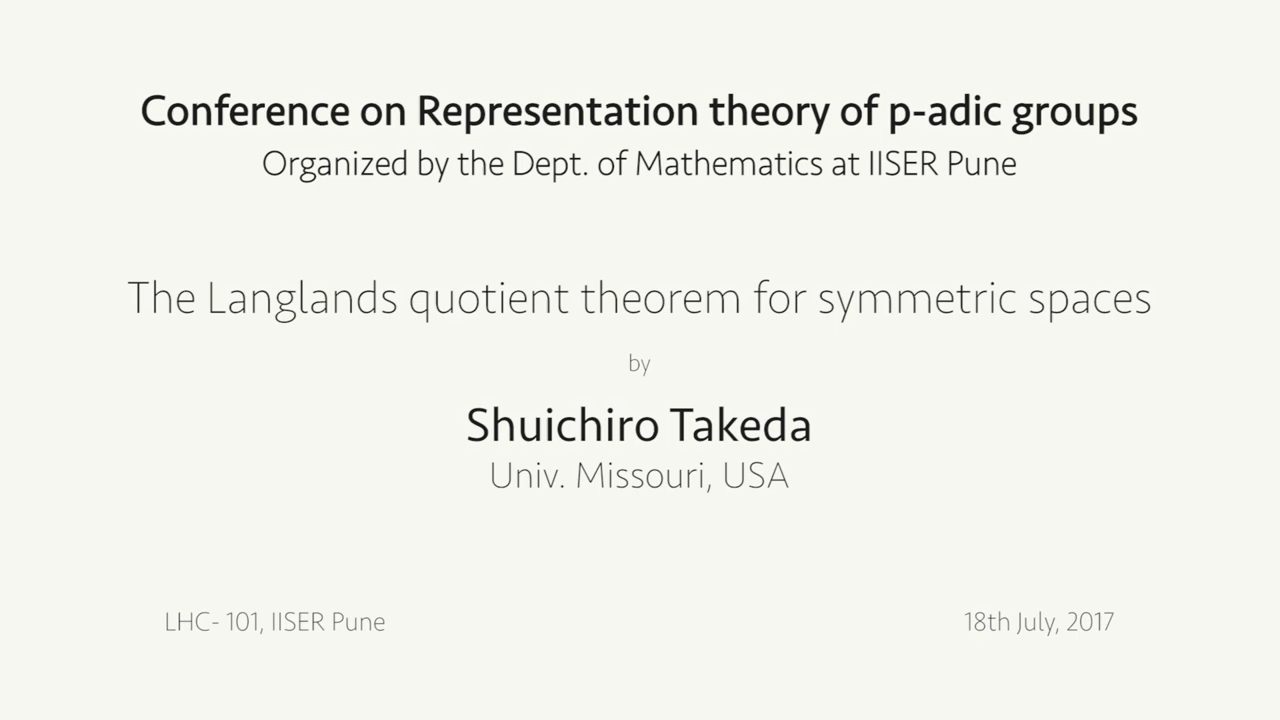 Conference on Representation theory of p-adic groups
Organized by the Dept. of Mathematics at IISER Pune
The Langlands quotient theorem for symmetric spaces
by
Shuichiro Takeda
Univ. Missouri, USA
LHC- 101, IISER Pune
18th July, 2017